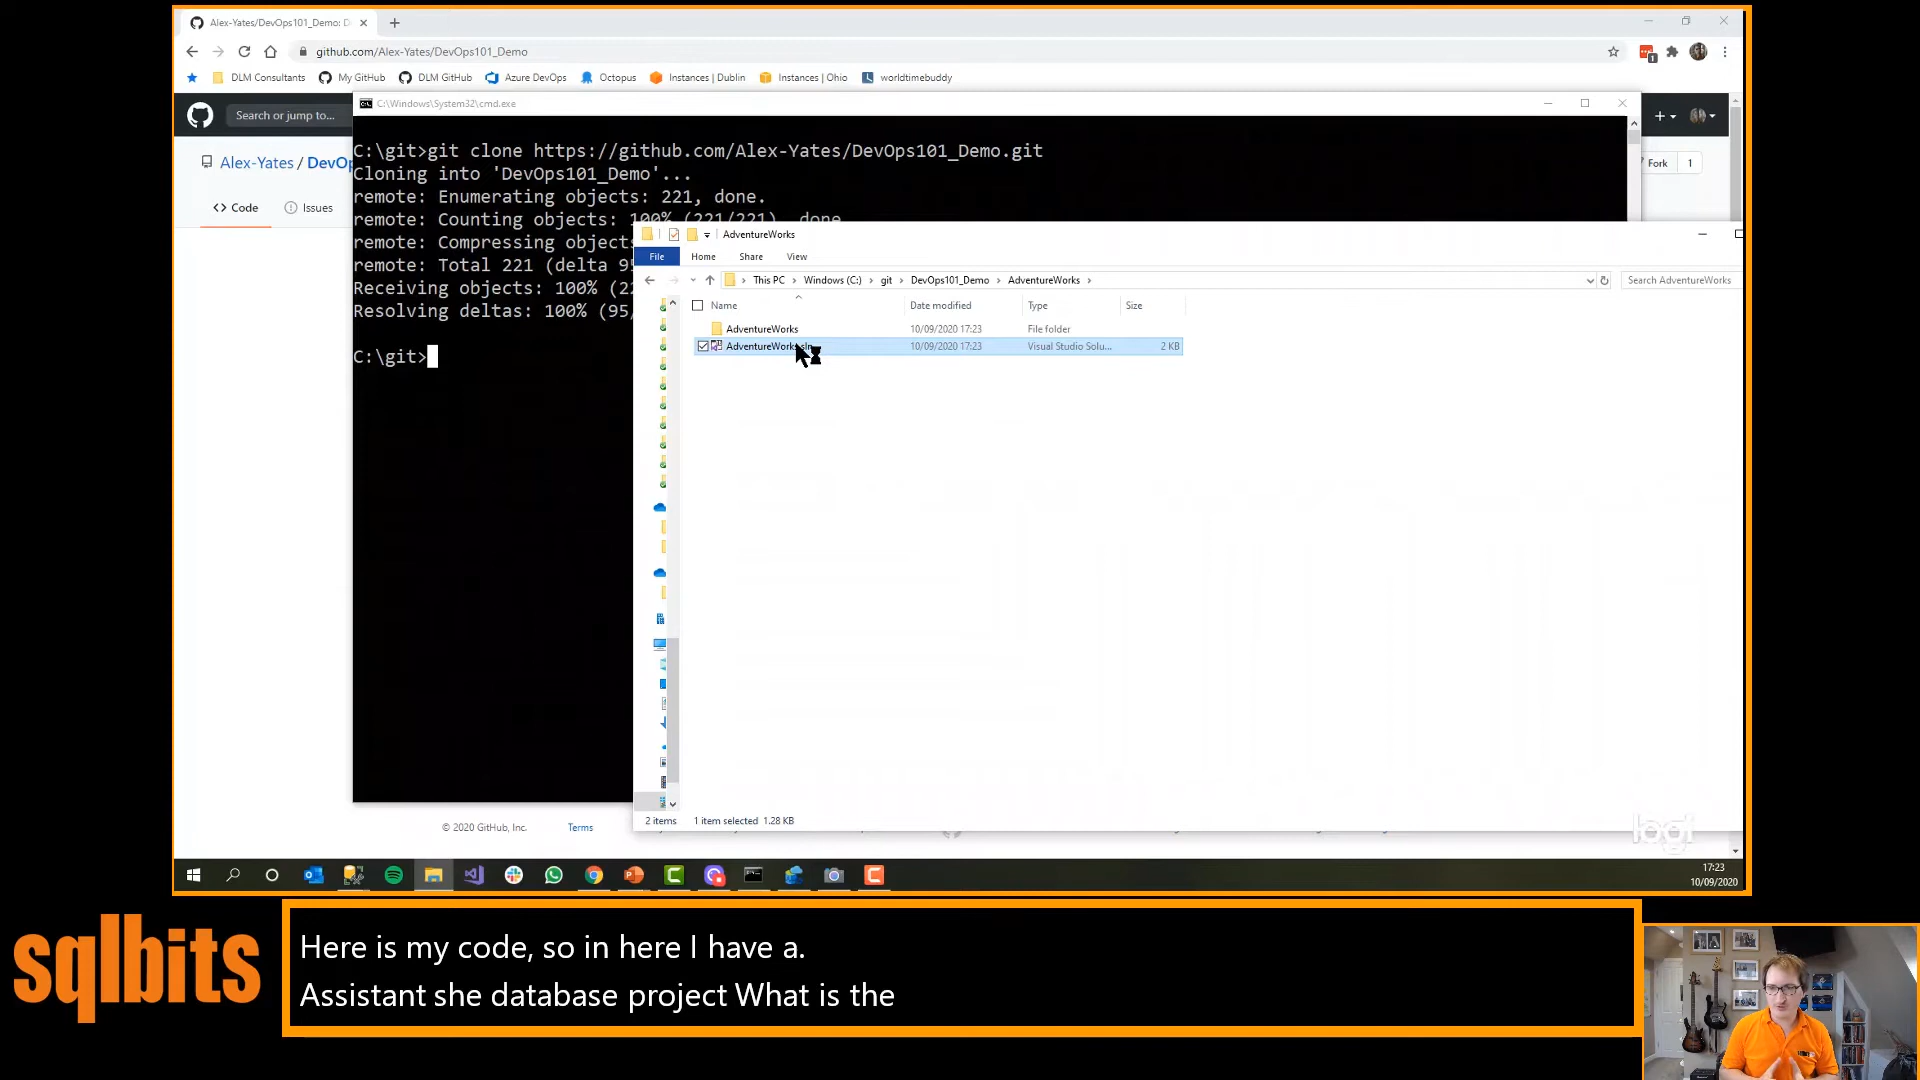 Alex-Yates/DevOps101_Demo: D
github.com/Alex-Yates/DevOps101_Demo
DLM Consultants
My GitHub
DLM GitHub
Azure DevOps
Octopus
Instances | Dublin
Instances | Ohio
worldtimebuddy
C:\Windows\System32\cmd.exe
Search or jump to...
Alex-Yates / DevOp
Fork 1
Code
Issues
C:\git>git clone https://github.com/Alex-Yates/DevOps101_Demo.git
Cloning into 'DevOps101_Demo'...
remote: Enumerating objects: 221, done.
remote: Counting objects: 100% (221/221), done.
remote: Compressing objects
remote: Total 221 (delta 95
Receiving objects: 100% (22
Resolving deltas: 100% (95/
C:\git>
AdventureWorks
File
Home
Share
View
This PC > Windows (C:) > git > DevOps101_Demo > AdventureWorks >
Search AdventureWorks
Name
Date modified
Type
Size
AdventureWorks
10/09/2020 17:23
File folder
AdventureWorks.sln
10/09/2020 17:23
Visual Studio Solu...
2 KB
2 items
1 item selected 1.28 KB
© 2020 GitHub, Inc.
Terms
logi
17:23
10/09/2020
sqlbits
Here is my code, so in here I have a.
Assistant she database project What is the